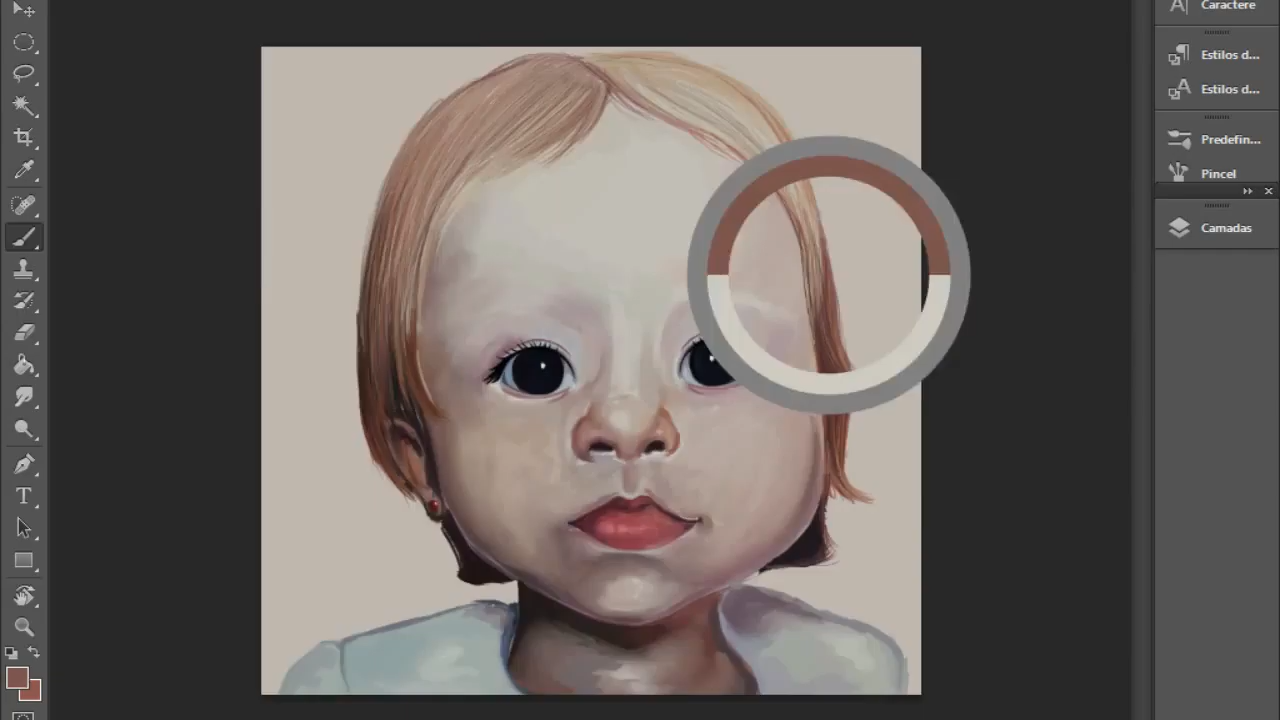 Caractere
Estilos d...
Estilos d...
Predefin...
Pincel
Camadas